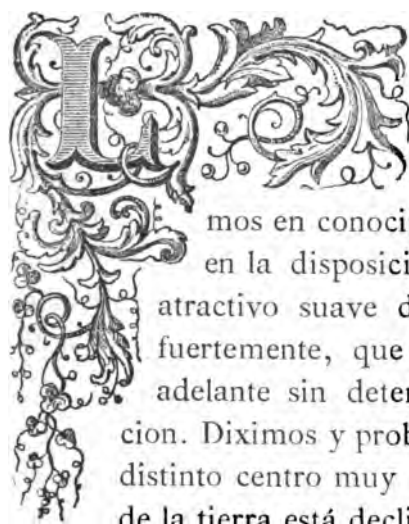 L
mos en conoci
en la disposici
atractivo suave d
fuertemente, que
adelante sin deter
cion. Diximos y prob
distinto centro muy
de la tierra está decli